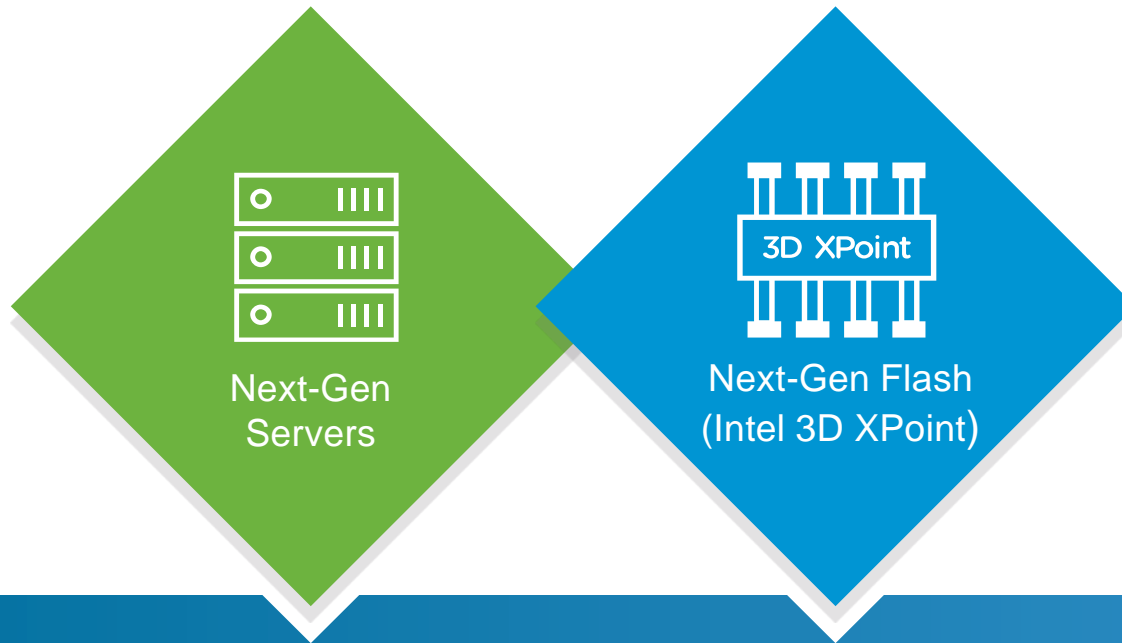 Next-Gen
Servers
3D XPoint
Next-Gen Flash
(Intel 3D XPoint)